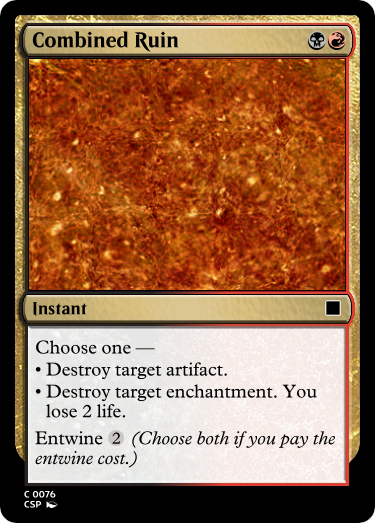 Combined Ruin
Instant
Choose one —
• Destroy target artifact.
• Destroy target enchantment. You
lose 2 life.
Entwine 2 (Choose both if you pay the
entwine cost.)
C 0076
CSP